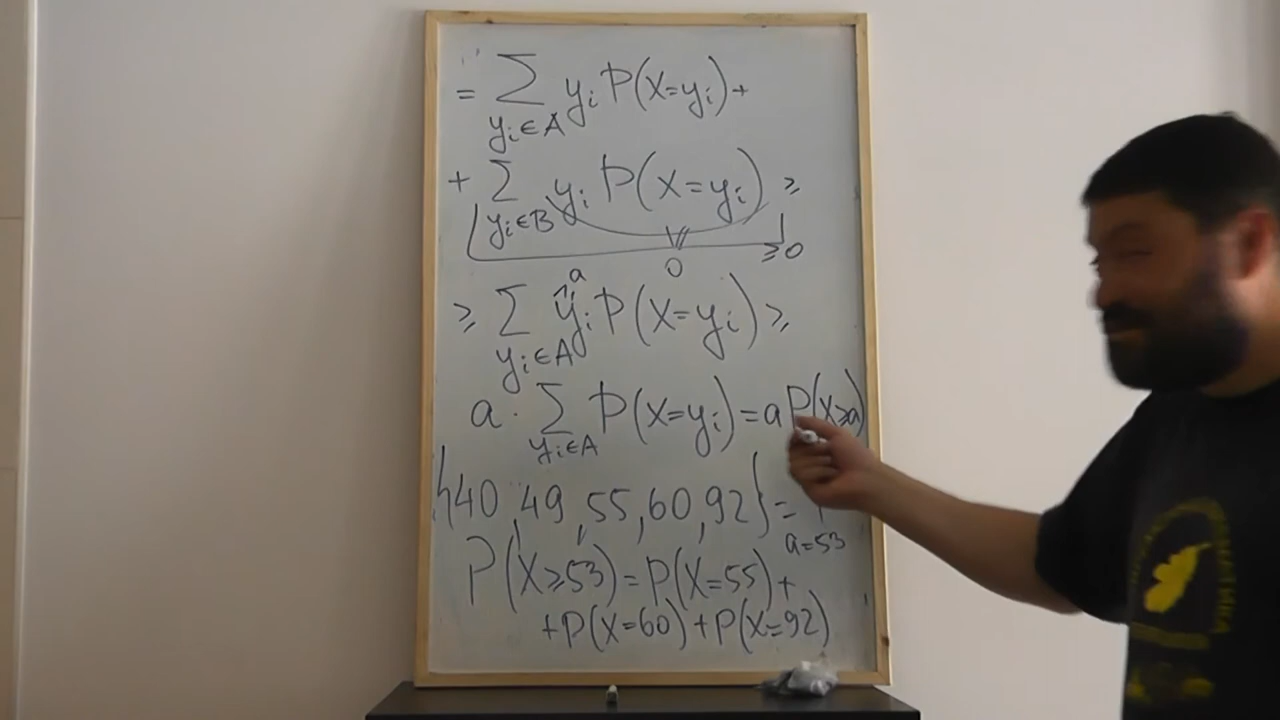 = ∑ yᵢ P(X=yᵢ) +
yᵢ∈A
+ ∑ yᵢ P(X=yᵢ) ≥
yᵢ∈B
0 ≥0
a
≥ ∑ yᵢ P(X=yᵢ) ≥
yᵢ∈A
a · ∑ P(X=yᵢ) = a P(X≥a)
yᵢ∈A
{40, 49, 55, 60, 92} =
a=53
P(X≥53) = P(X=55) +
+P(X=60) + P(X=92)